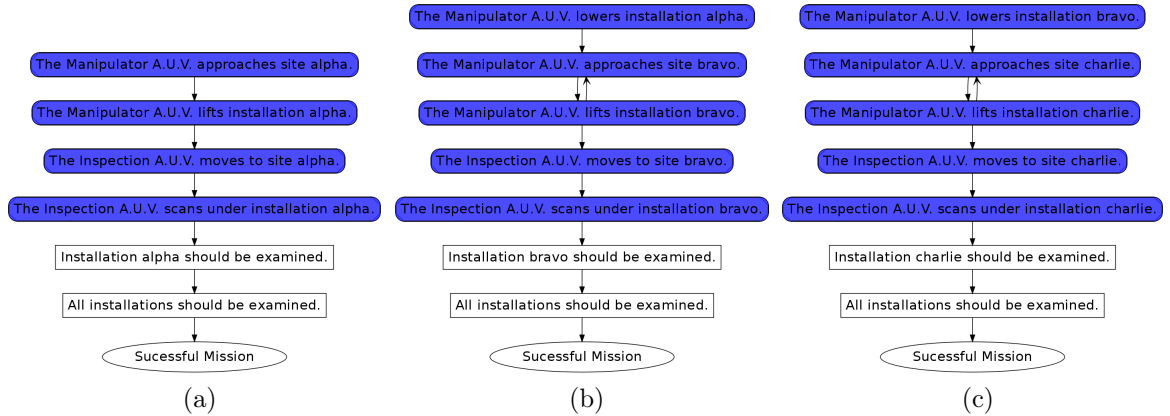 The Manipulator A.U.V. approaches site alpha.
The Manipulator A.U.V. lifts installation alpha.
The Inspection A.U.V. moves to site alpha.
The Inspection A.U.V. scans under installation alpha.
Installation alpha should be examined.
All installations should be examined.
Sucessful Mission
(a)
The Manipulator A.U.V. lowers installation alpha.
The Manipulator A.U.V. approaches site bravo.
The Manipulator A.U.V. lifts installation bravo.
The Inspection A.U.V. moves to site bravo.
The Inspection A.U.V. scans under installation bravo.
Installation bravo should be examined.
All installations should be examined.
Sucessful Mission
(b)
The Manipulator A.U.V. lowers installation bravo.
The Manipulator A.U.V. approaches site charlie.
The Manipulator A.U.V. lifts installation charlie.
The Inspection A.U.V. moves to site charlie.
The Inspection A.U.V. scans under installation charlie.
Installation charlie should be examined.
All installations should be examined.
Sucessful Mission
(c)